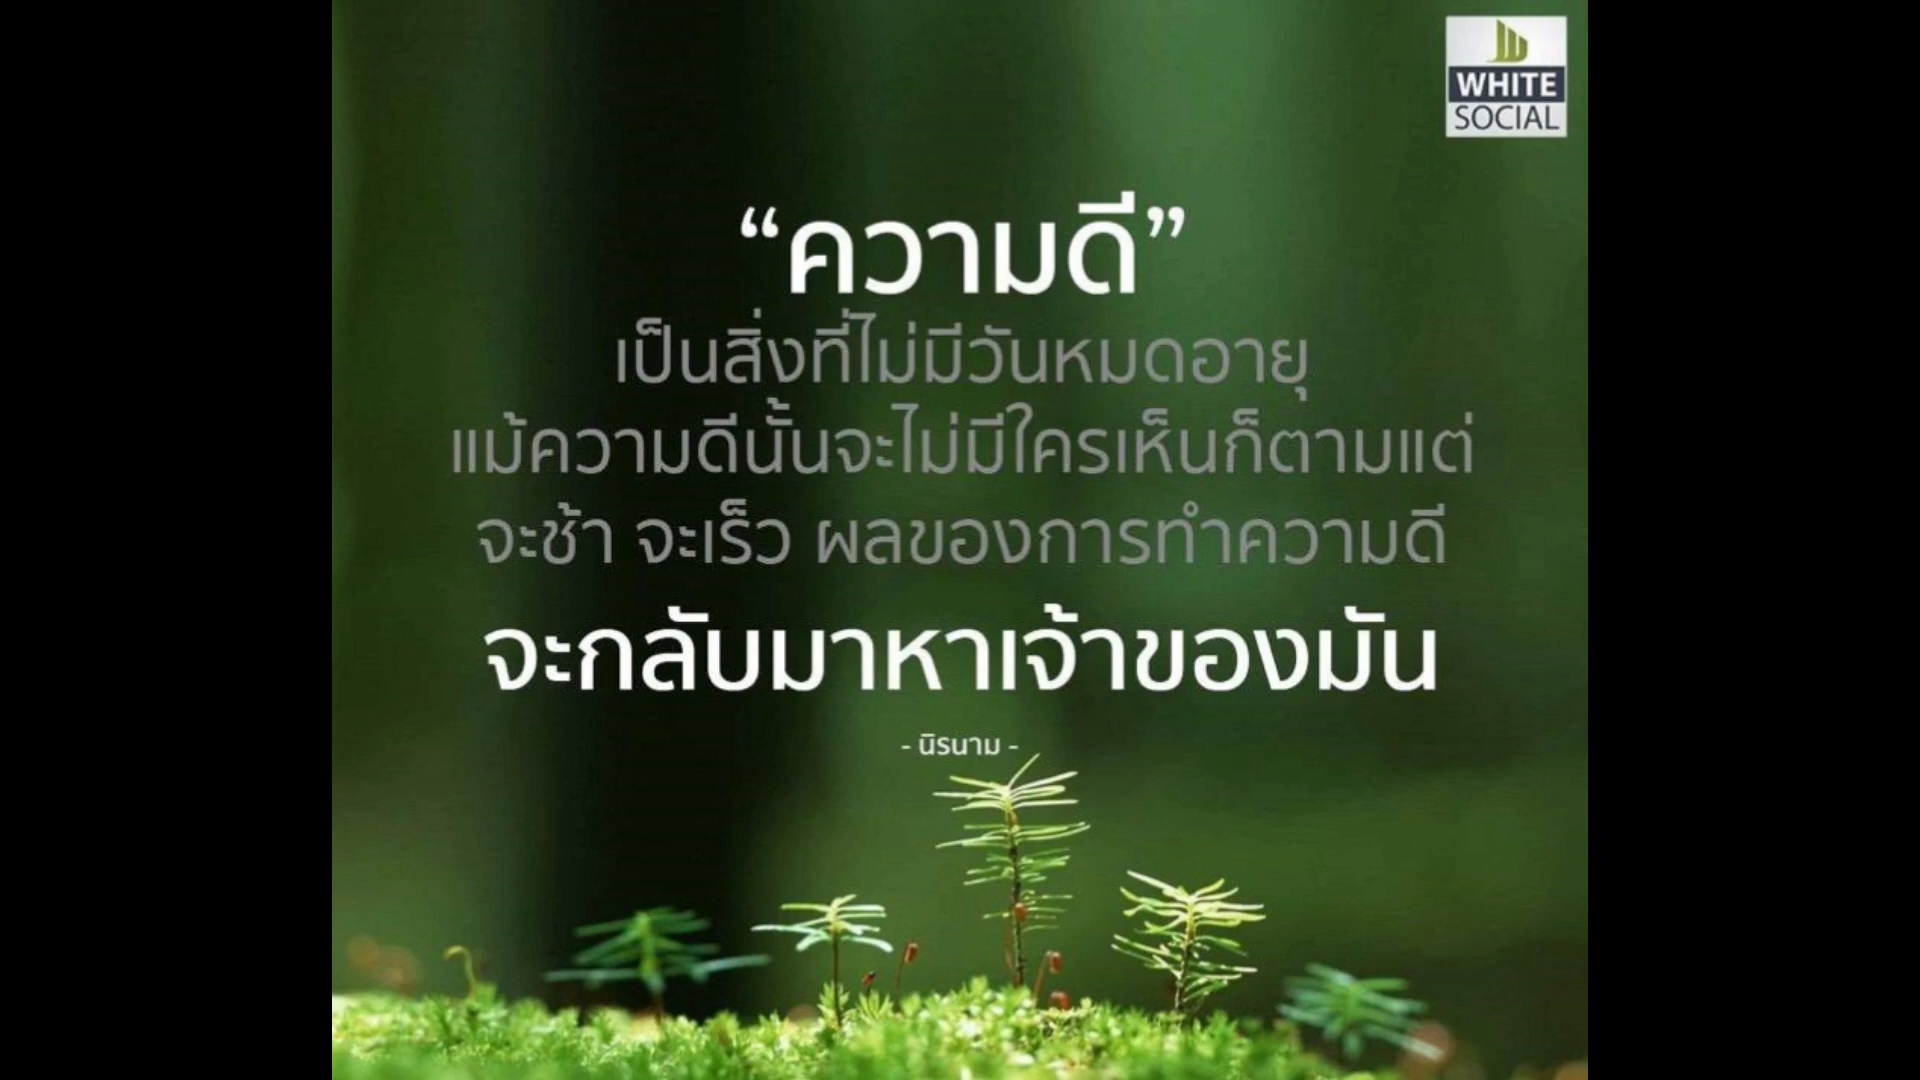 WHITE
SOCIAL
“ความดี”
เป็นสิ่งที่ไม่มีวันหมดอายุ
แม้ความดีนั้นจะไม่มีใครเห็นก็ตามแต่
จะช้า จะเร็ว ผลของการทำความดี
จะกลับมาหาเจ้าของมัน
- นิรนาม -